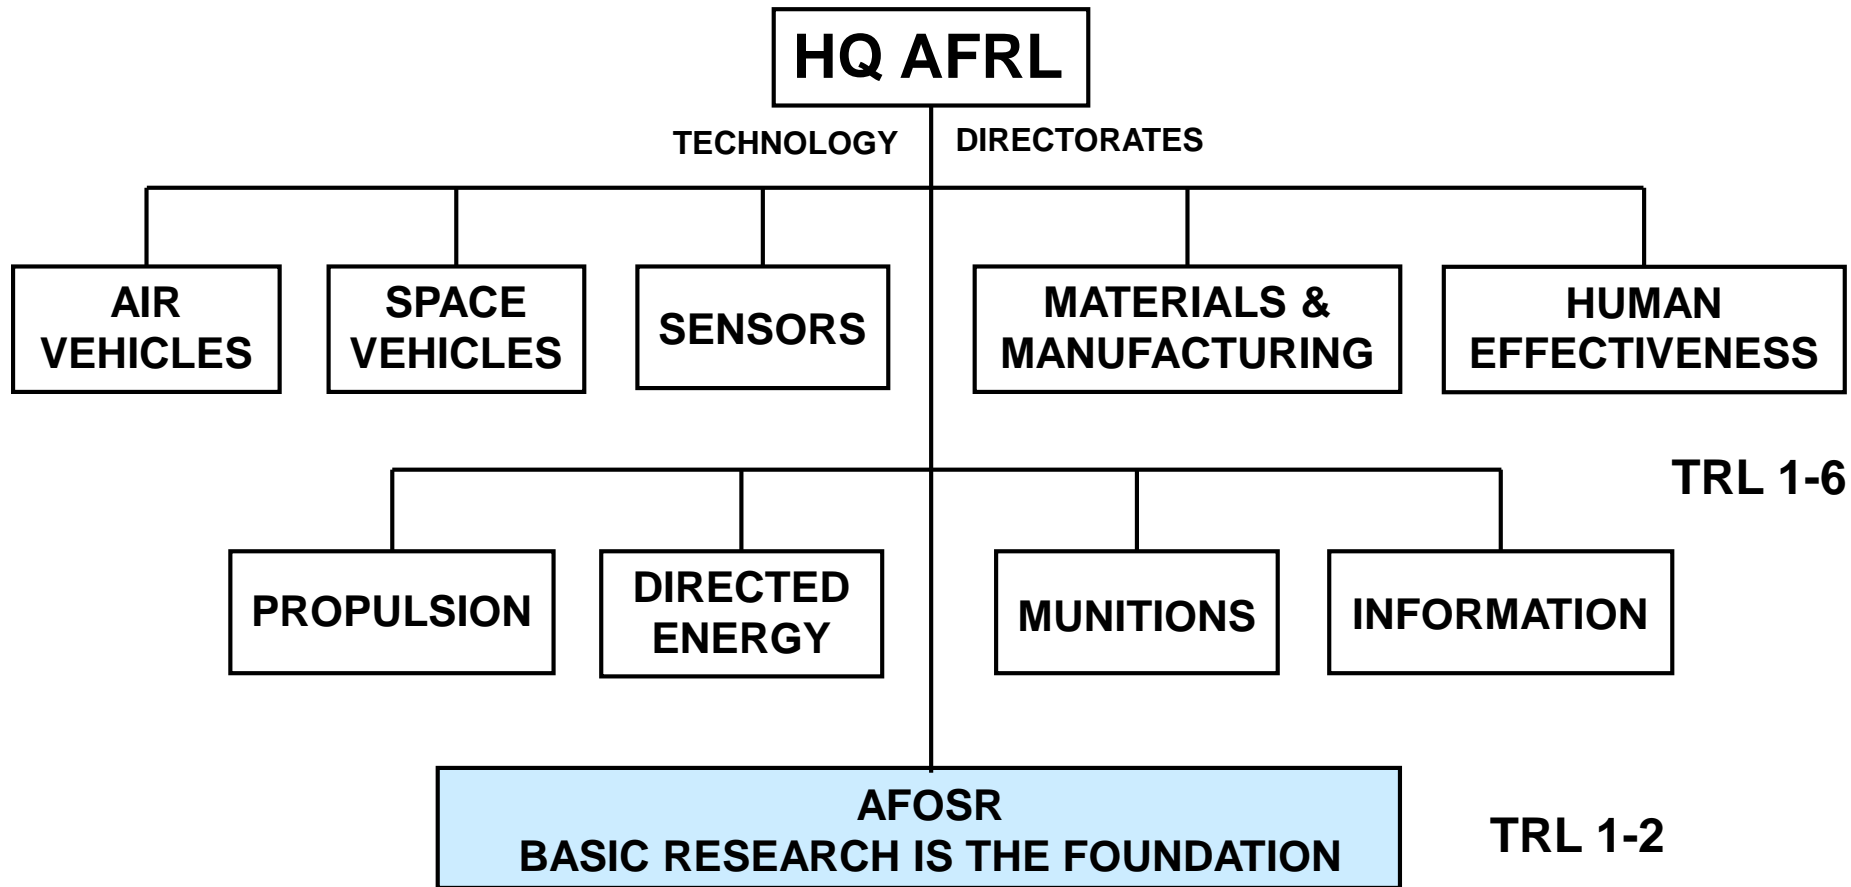 HQ AFRL
TECHNOLOGY DIRECTORATES
AIR
VEHICLES
SPACE
VEHICLES
SENSORS
MATERIALS &
MANUFACTURING
HUMAN
EFFECTIVENESS
TRL 1-6
PROPULSION
DIRECTED
ENERGY
MUNITIONS
INFORMATION
AFOSR
BASIC RESEARCH IS THE FOUNDATION
TRL 1-2